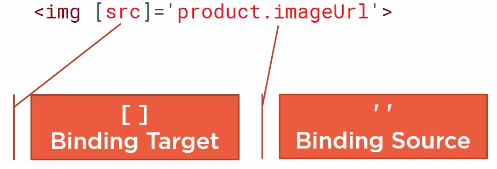 <img [src]='product.imageUrl'>
[ ]
Binding Target
' '
Binding Source